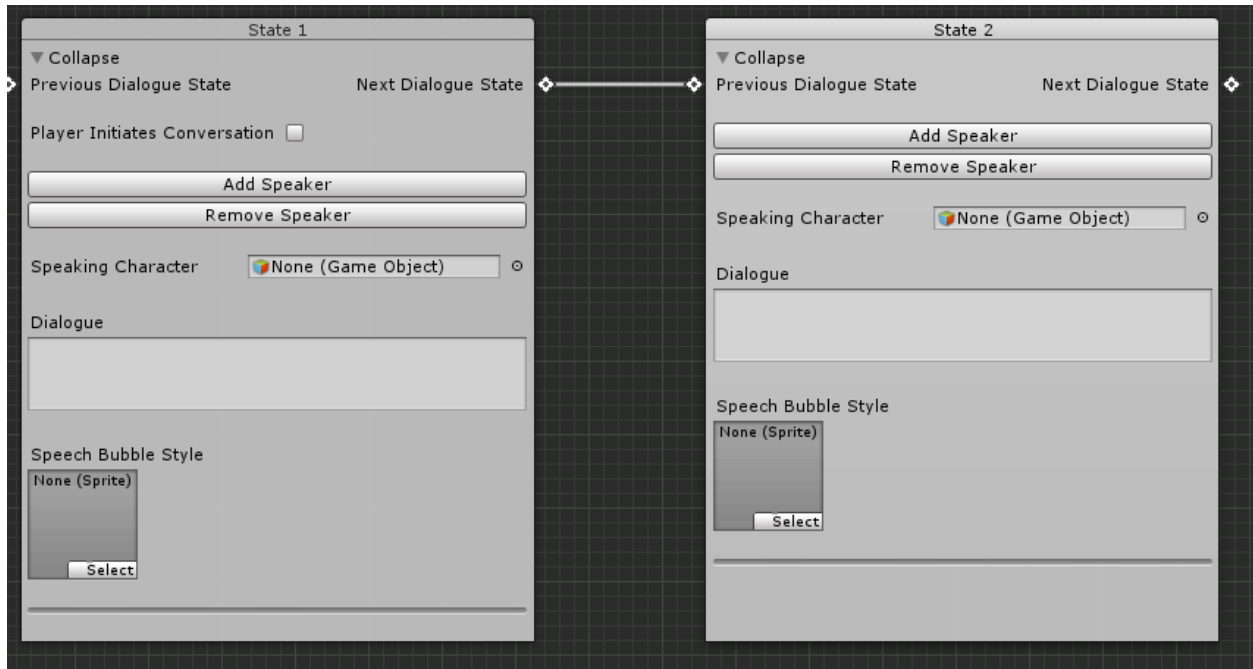 State 1
Collapse
Previous Dialogue State Next Dialogue State
Player Initiates Conversation
Add Speaker
Remove Speaker
Speaking Character None (Game Object)
Dialogue
Speech Bubble Style
None (Sprite)
Select
State 2
Collapse
Previous Dialogue State Next Dialogue State
Add Speaker
Remove Speaker
Speaking Character None (Game Object)
Dialogue
Speech Bubble Style
None (Sprite)
Select